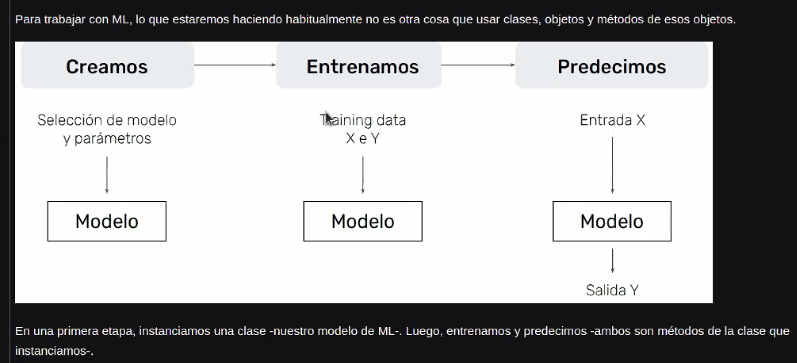 Para trabajar con ML, lo que estaremos haciendo habitualmente no es otra cosa que usar clases, objetos y métodos de esos objetos.
Creamos
Entrenamos
Predecimos
Selección de modelo
y parámetros
Training data
X e Y
Entrada X
Modelo
Modelo
Modelo
Salida Y
En una primera etapa, instanciamos una clase -nuestro modelo de ML-. Luego, entrenamos y predecimos -ambos son métodos de la clase que
instanciamos-.